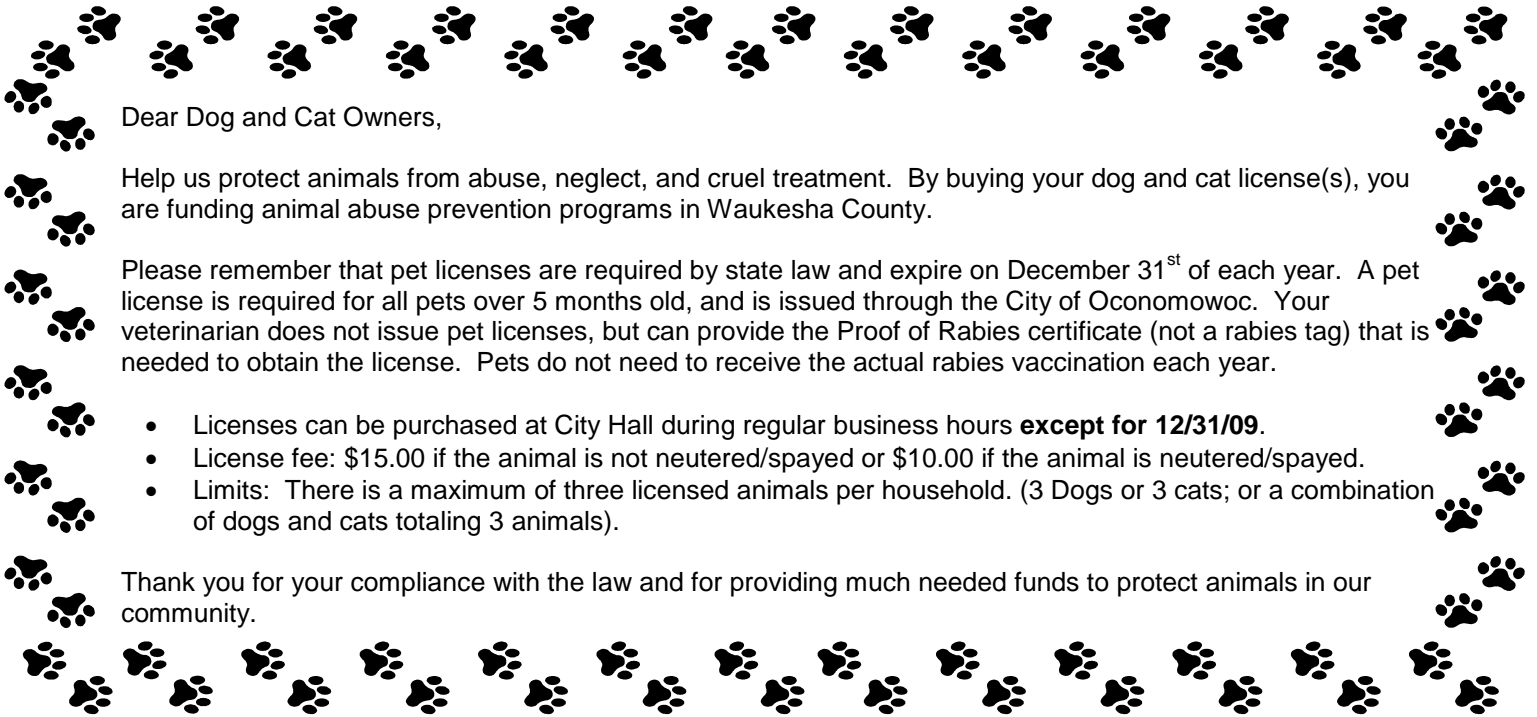 Dear Dog and Cat Owners,
Help us protect animals from abuse, neglect, and cruel treatment.  By buying your dog and cat license(s), you
are funding animal abuse prevention programs in Waukesha County.
Please remember that pet licenses are required by state law and expire on December 31st of each year.  A pet
license is required for all pets over 5 months old, and is issued through the City of Oconomowoc.  Your
veterinarian does not issue pet licenses, but can provide the Proof of Rabies certificate (not a rabies tag) that is
needed to obtain the license.  Pets do not need to receive the actual rabies vaccination each year.
• Licenses can be purchased at City Hall during regular business hours except for 12/31/09.
• License fee: $15.00 if the animal is not neutered/spayed or $10.00 if the animal is neutered/spayed.
• Limits:  There is a maximum of three licensed animals per household. (3 Dogs or 3 cats; or a combination
of dogs and cats totaling 3 animals).
Thank you for your compliance with the law and for providing much needed funds to protect animals in our
community.